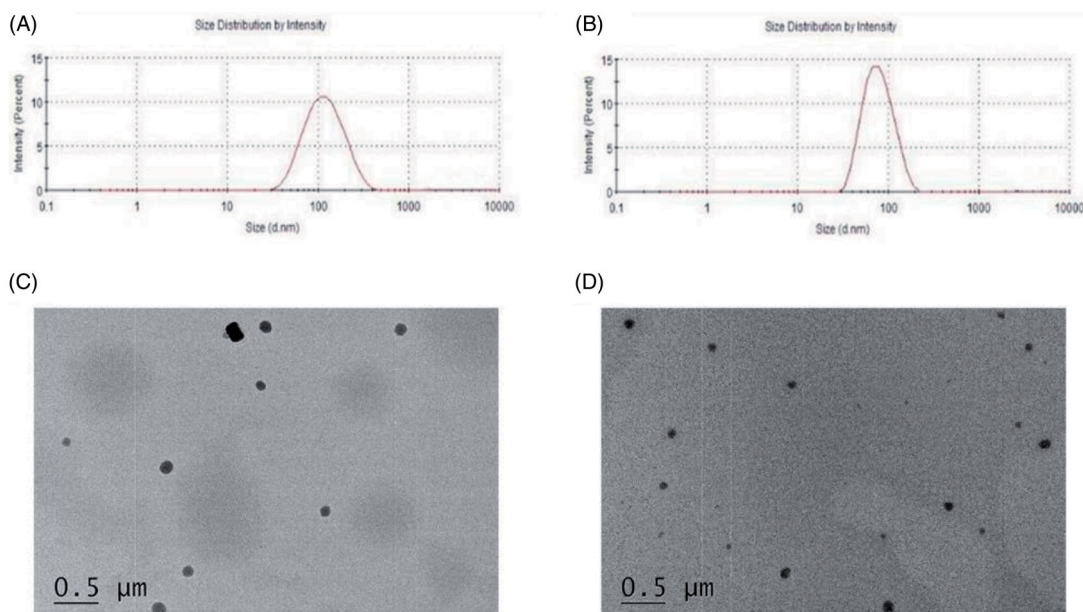 (A)
Size Distribution by Intensity
Intensity (Percent)
15
10
5
0
0.1 1 10 100 1000 10000
Size (d.nm)
(B)
Size Distribution by Intensity
Intensity (Percent)
15
10
5
0
0.1 1 10 100 1000 10000
Size (d.nm)
(C)
0.5 µm
(D)
0.5 µm